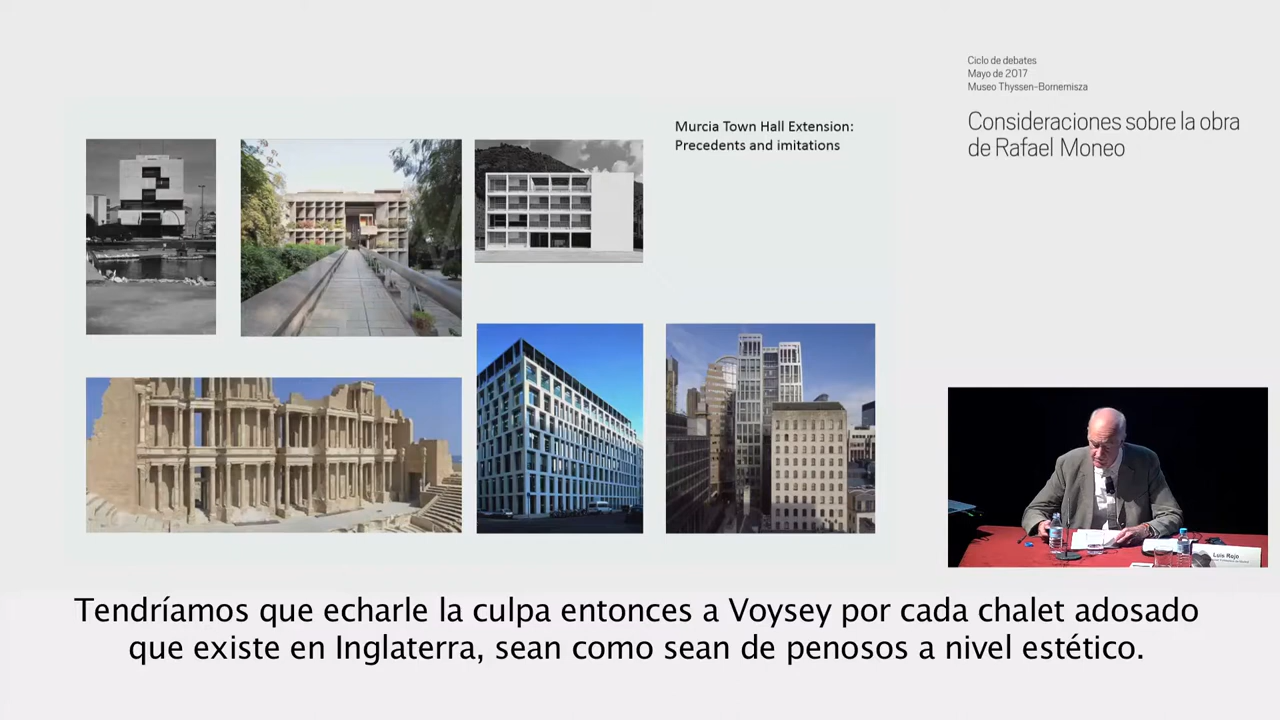 Ciclo de debates
Mayo de 2017
Museo Thyssen-Bornemisza
Consideraciones sobre la obra
de Rafael Moneo
Murcia Town Hall Extension:
Precedents and imitations
Luis Rojo
Tendríamos que echarle la culpa entonces a Voysey por cada chalet adosado
que existe en Inglaterra, sean como sean de penosos a nivel estético.